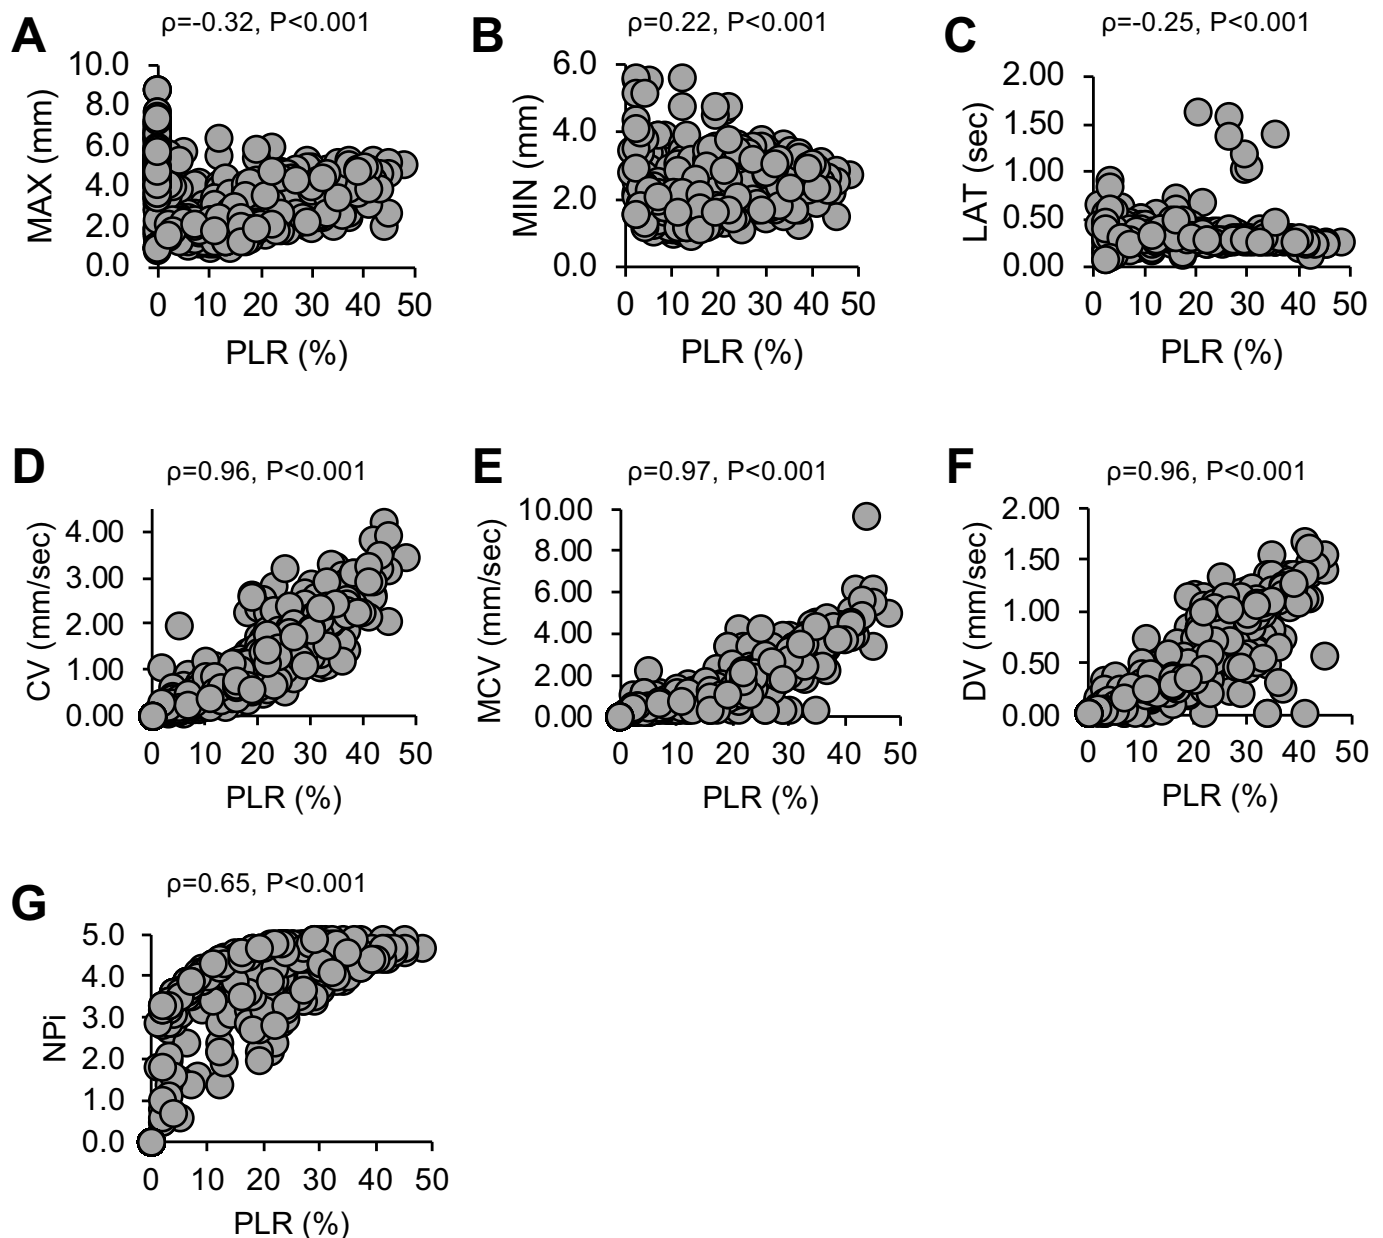 A
ρ=-0.32, P<0.001
MAX (mm)
10.0
8.0
6.0
4.0
2.0
0.0
0 10 20 30 40 50
PLR (%)
B
ρ=0.22, P<0.001
MIN (mm)
6.0
4.0
2.0
0.0
0 10 20 30 40 50
PLR (%)
C
ρ=-0.25, P<0.001
LAT (sec)
2.00
1.50
1.00
0.50
0.00
0 10 20 30 40 50
PLR (%)
D
ρ=0.96, P<0.001
CV (mm/sec)
4.00
3.00
2.00
1.00
0.00
0 10 20 30 40 50
PLR (%)
E
ρ=0.97, P<0.001
MCV (mm/sec)
10.00
8.00
6.00
4.00
2.00
0.00
0 10 20 30 40 50
PLR (%)
F
ρ=0.96, P<0.001
DV (mm/sec)
2.00
1.50
1.00
0.50
0.00
0 10 20 30 40 50
PLR (%)
G
ρ=0.65, P<0.001
NPi
5.0
4.0
3.0
2.0
1.0
0.0
0 10 20 30 40 50
PLR (%)